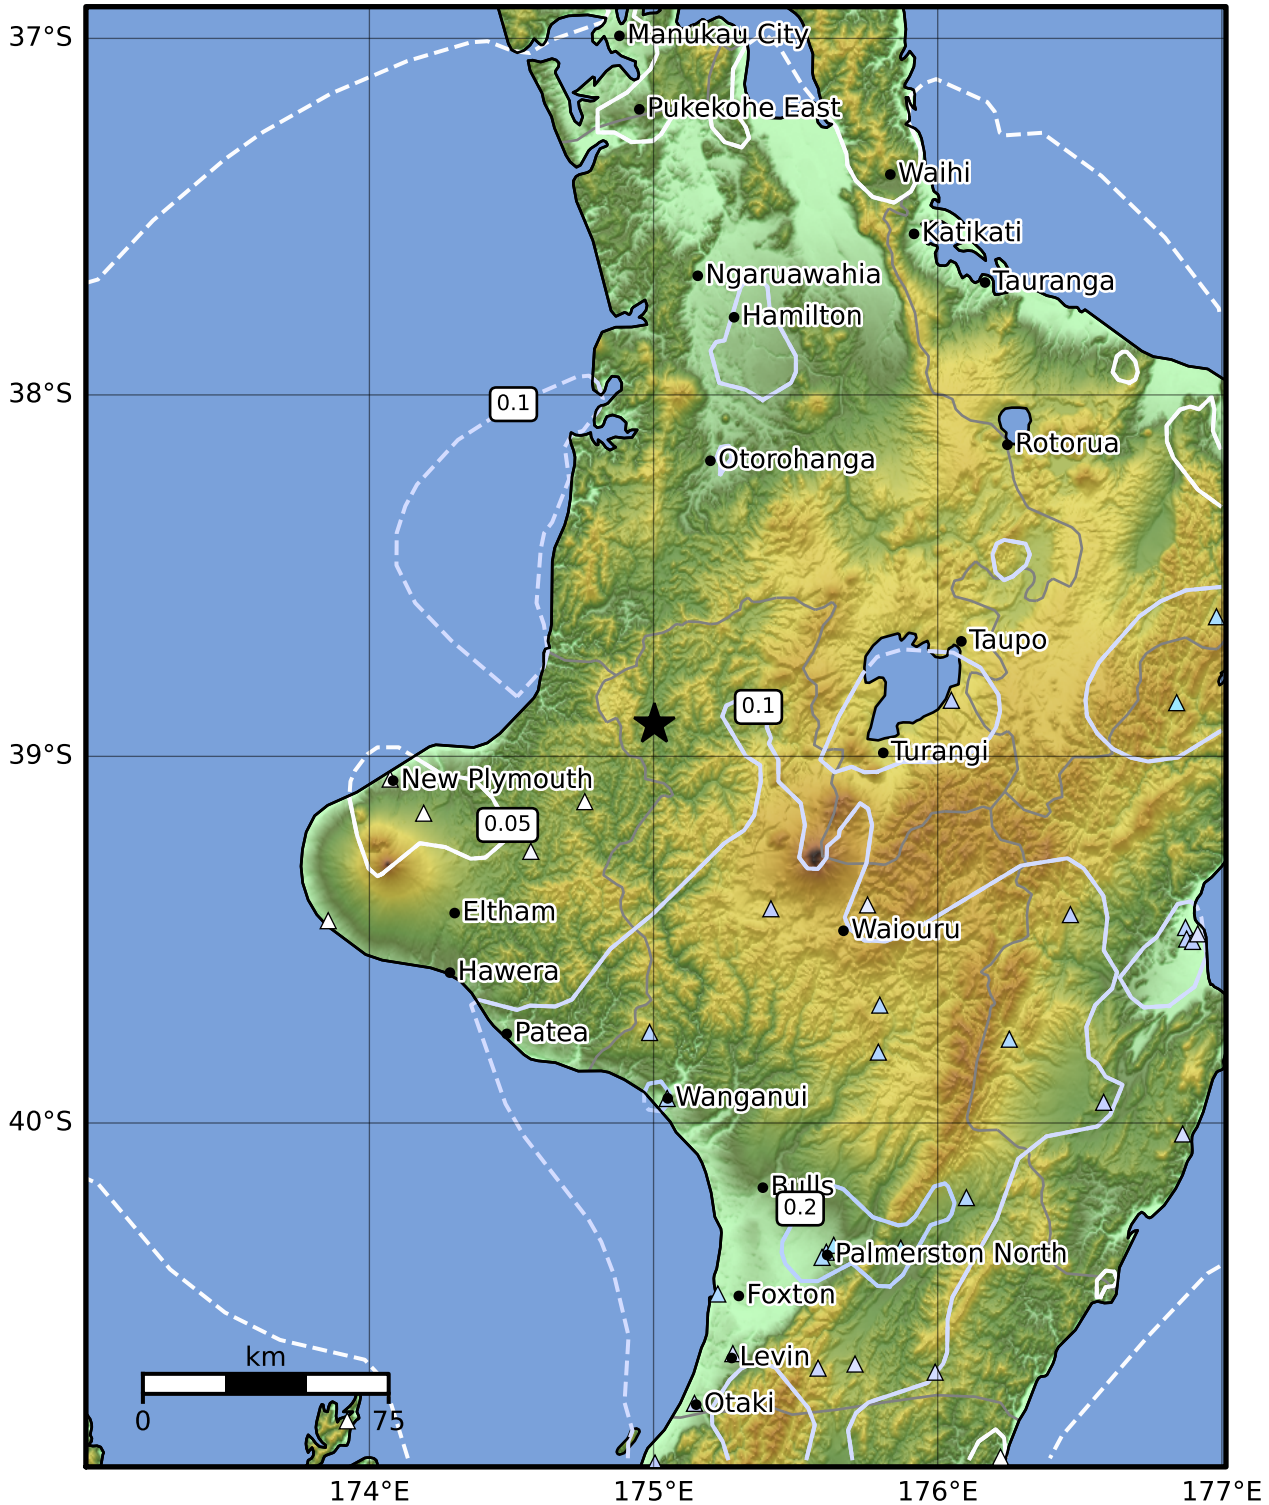 37°S
Manukau City
Pukekohe East
Waihi
Katikati
Ngaruawahia
Tauranga
Hamilton
38°S
0.1
Rotorua
Otorohanga
Taupo
0.1
39°S
Turangi
New Plymouth
0.05
Eltham
Waiouru
Hawera
Patea
Wanganui
40°S
Bulls
0.2
Palmerston North
Foxton
km
Levin
Otaki
0 75
174°E 175°E 176°E 177°E